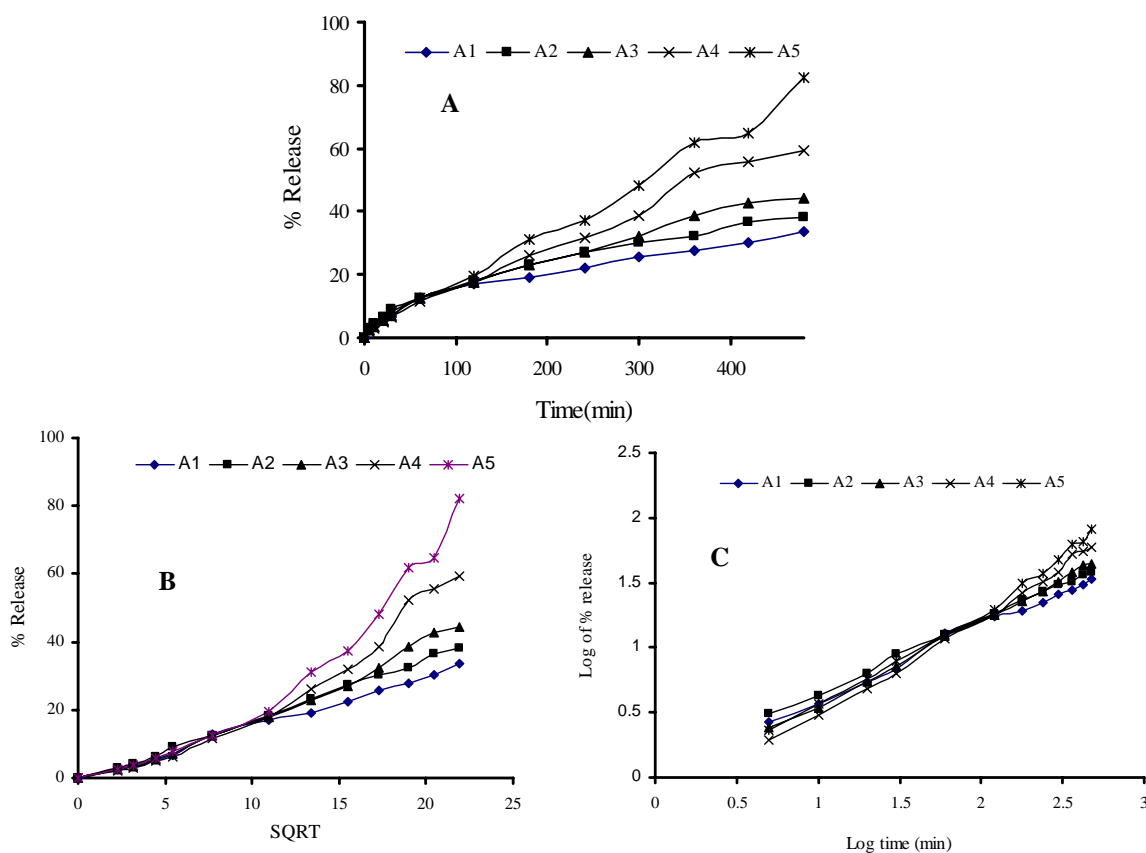 100
80
60
40
20
0
% Release
A1 A2 A3 A4 A5
A
0 100 200 300 400
Time(min)
100
80
60
40
20
0
% Release
A1 A2 A3 A4 A5
B
0 5 10 15 20 25
SQRT
2.5
2
1.5
1
0.5
0
Log of % release
A1 A2 A3 A4 A5
C
0 0.5 1 1.5 2 2.5 3
Log time (min)